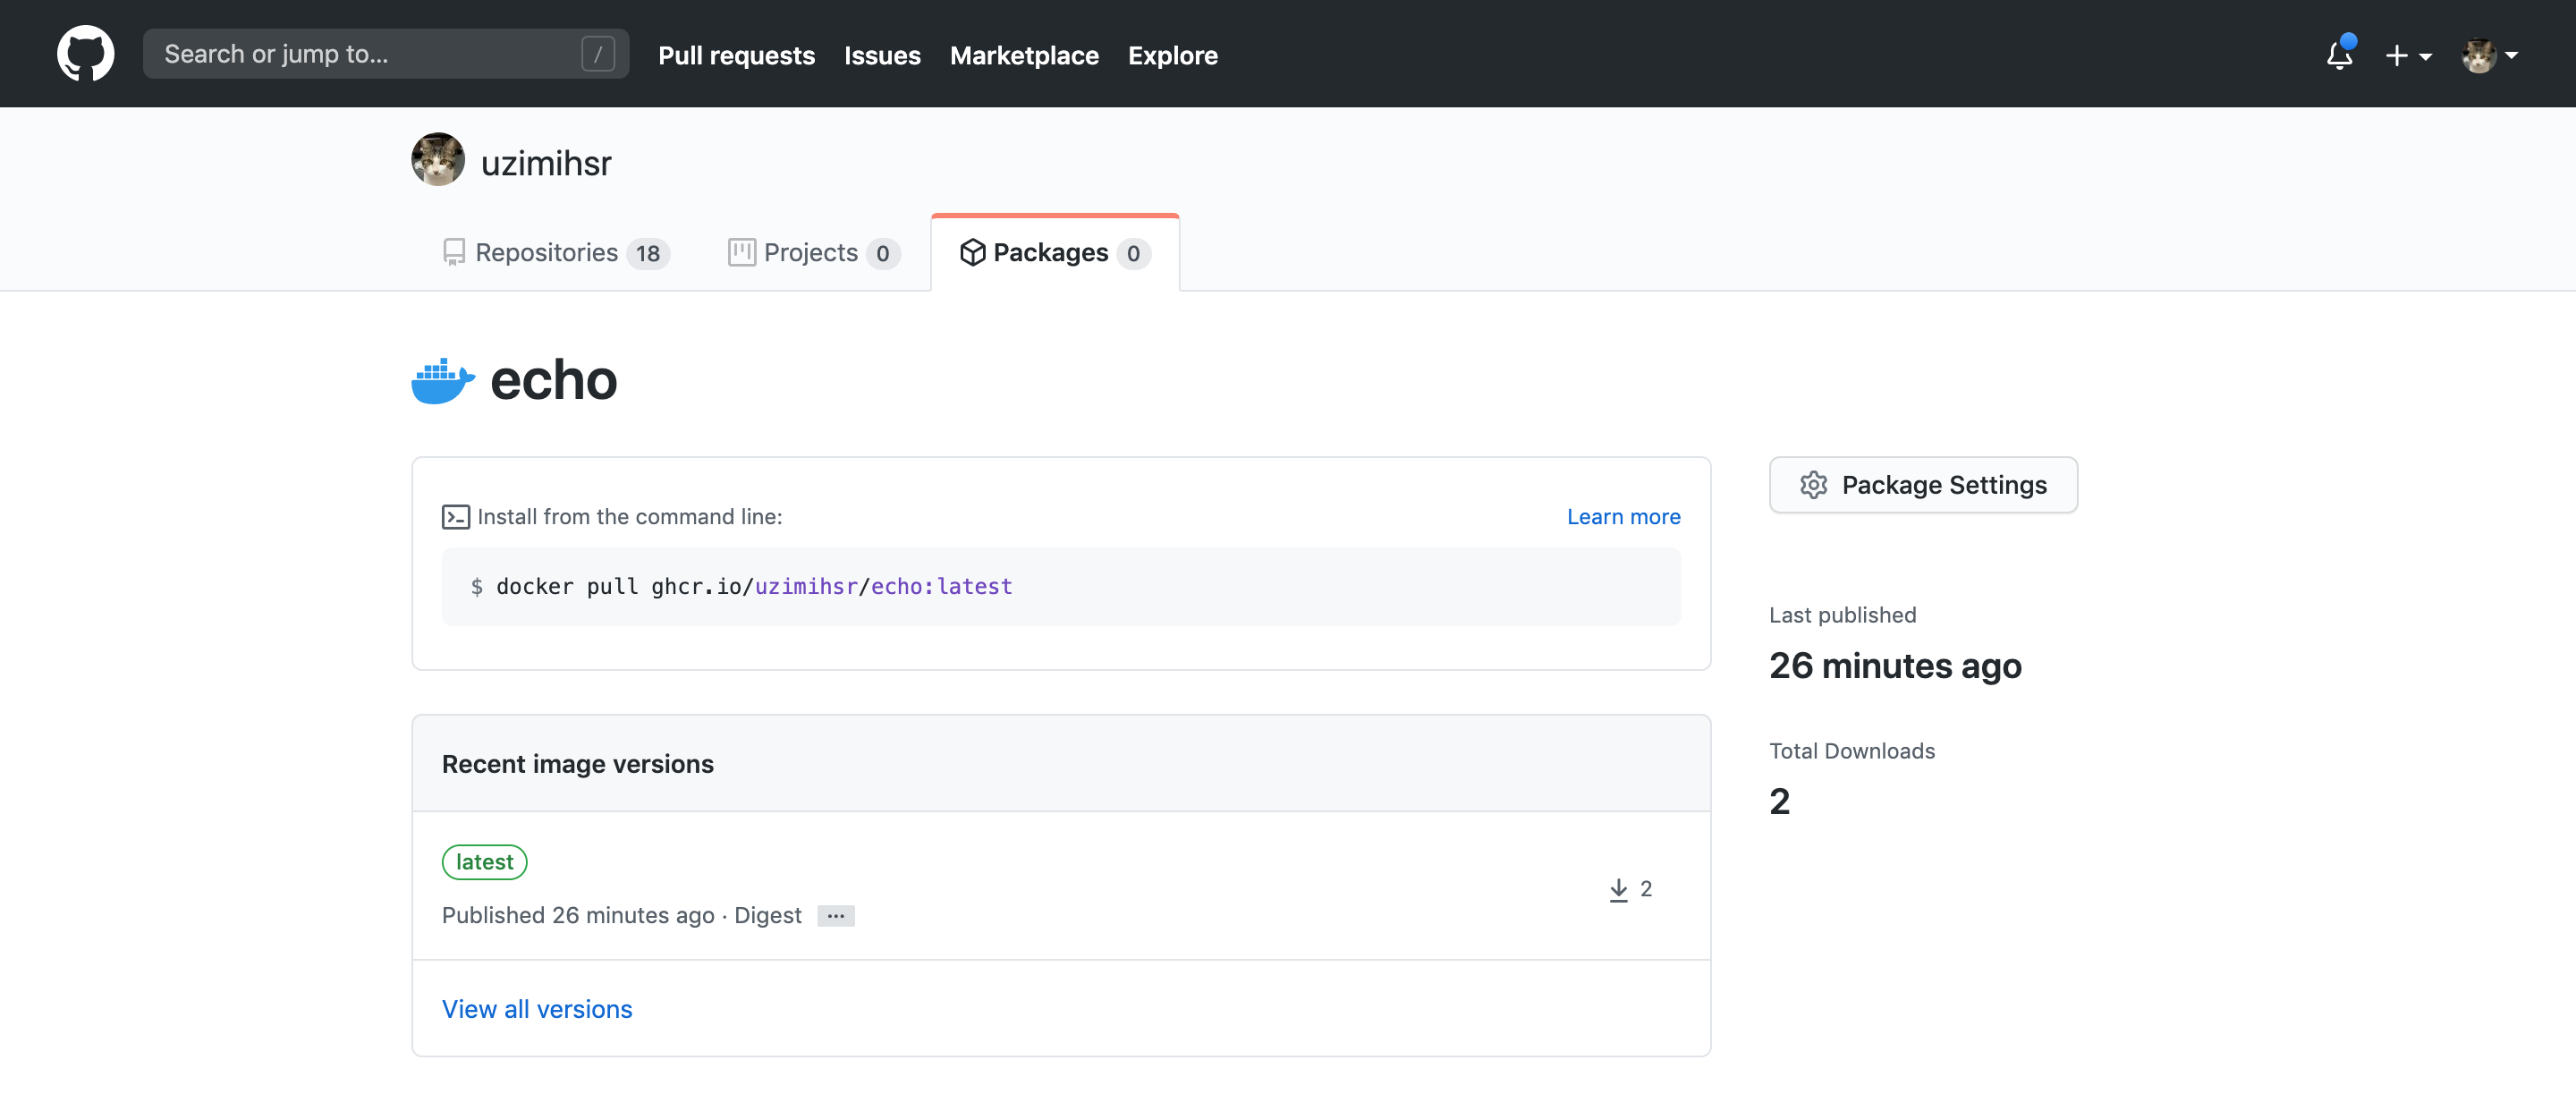 Search or jump to... /
Pull requests Issues Marketplace Explore
uzimihsr
Repositories 18 Projects 0 Packages 0
echo
Install from the command line: Learn more
$ docker pull ghcr.io/uzimihsr/echo:latest
Package Settings
Last published
26 minutes ago
Total Downloads
2
Recent image versions
latest
Published 26 minutes ago · Digest ...
2
View all versions